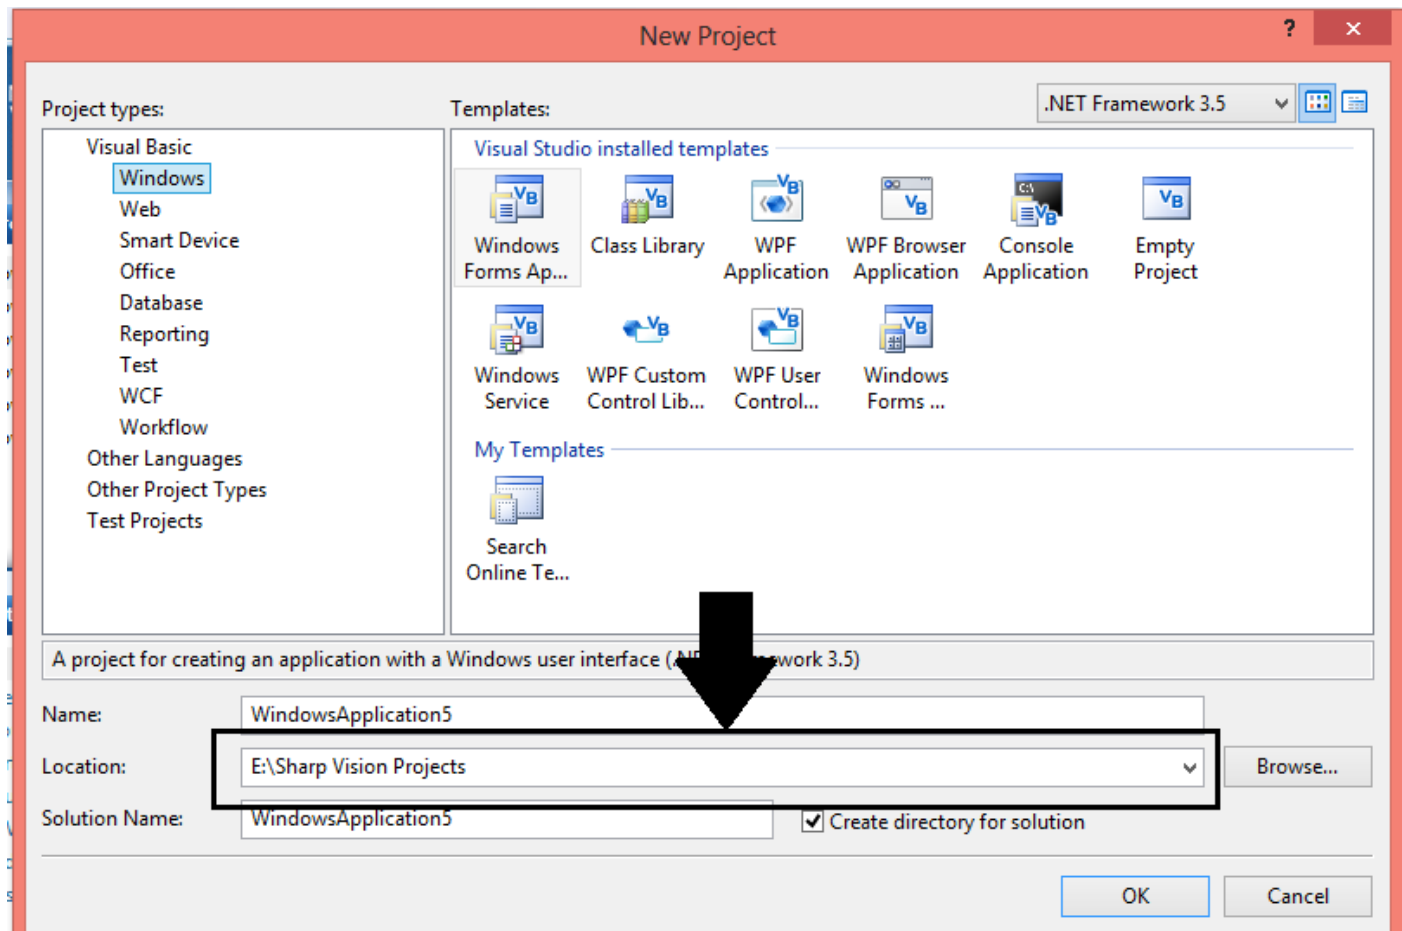 New Project
?
Project types:
Templates:
.NET Framework 3.5
Visual Basic
Windows
Web
Smart Device
Office
Database
Reporting
Test
WCF
Workflow
Other Languages
Other Project Types
Test Projects
Visual Studio installed templates
Windows
Forms Ap...
Class Library
WPF
Application
WPF Browser
Application
Console
Application
Empty
Project
Windows
Service
WPF Custom
Control Lib...
WPF User
Control...
Windows
Forms ...
My Templates
Search
Online Te...
A project for creating an application with a Windows user interface ( 3.5)
Name:
WindowsApplication5
Location:
E:\Sharp Vision Projects
Browse...
Solution Name:
WindowsApplication5
Create directory for solution
OK
Cancel